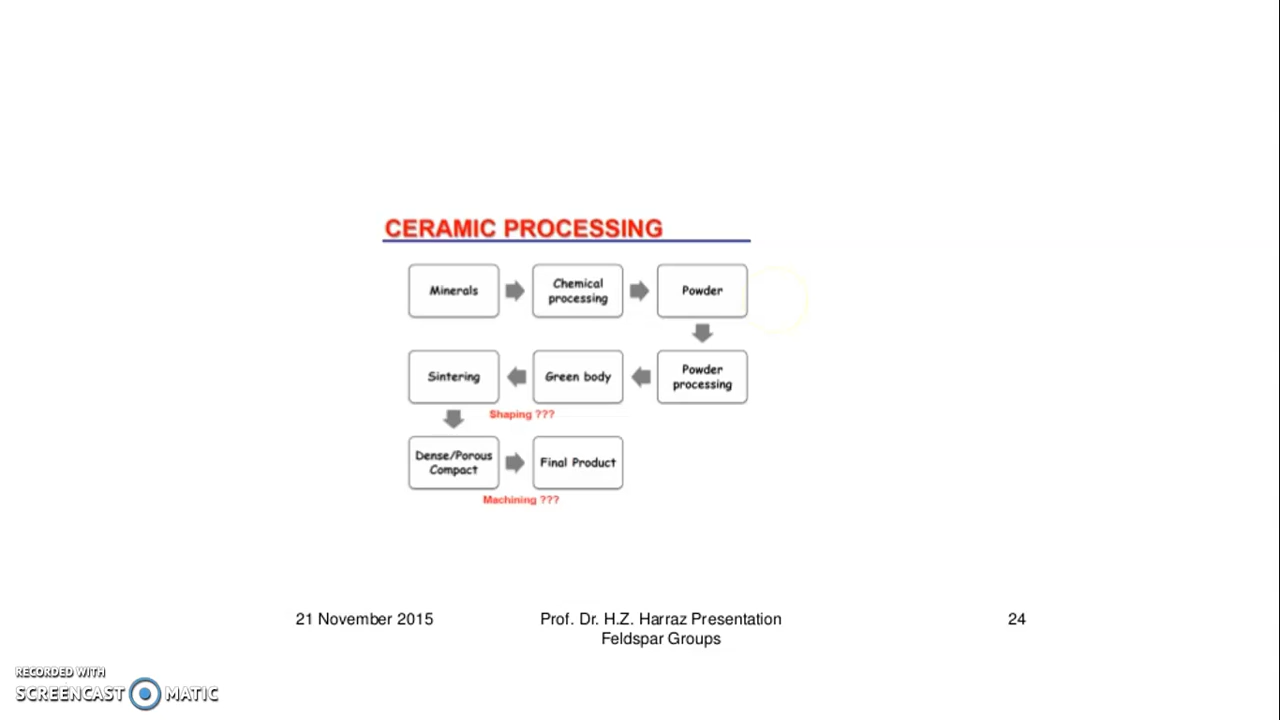 CERAMIC PROCESSING
Minerals
Chemical
processing
Powder
Sintering
Green body
Powder
processing
Shaping ???
Dense/Porous
Compact
Final Product
Machining ???
21 November 2015
Prof. Dr. H.Z. Harraz Presentation
Feldspar Groups
24
RECORDED WITH
SCREENCAST MATIC